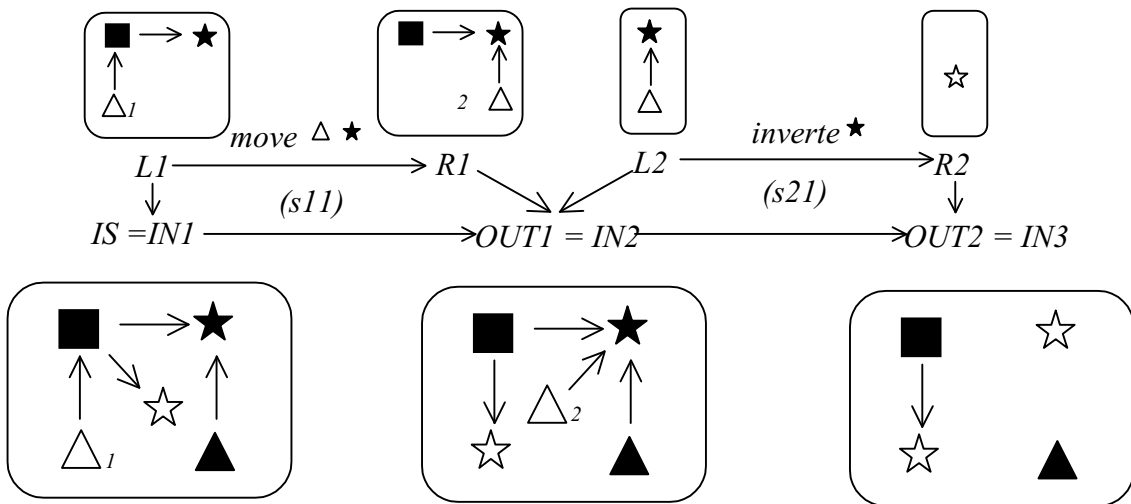 1
2
move
inverte
L1
R1
L2
R2
(s11)
(s21)
IS =IN1
OUT1 = IN2
OUT2 = IN3
1
2